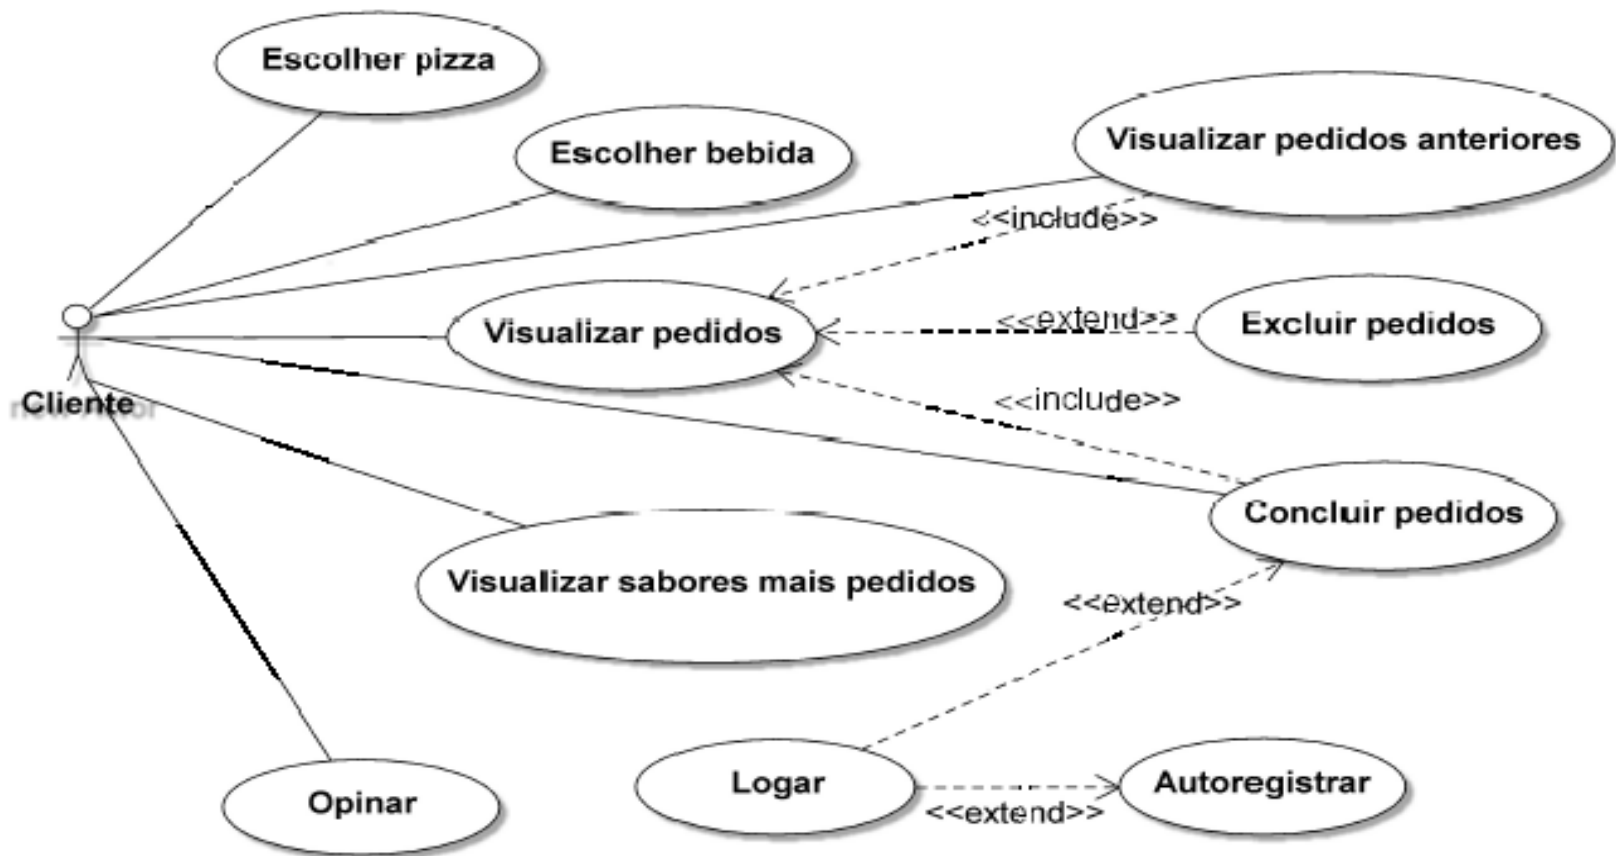 Escolher pizza
Escolher bebida
Visualizar pedidos anteriores
<<include>>
Visualizar pedidos
<<extend>>
Excluir pedidos
<<include>>
Cliente
Concluir pedidos
Visualizar sabores mais pedidos
<<extend>>
Opinar
Logar
<<extend>>
Autoregistrar